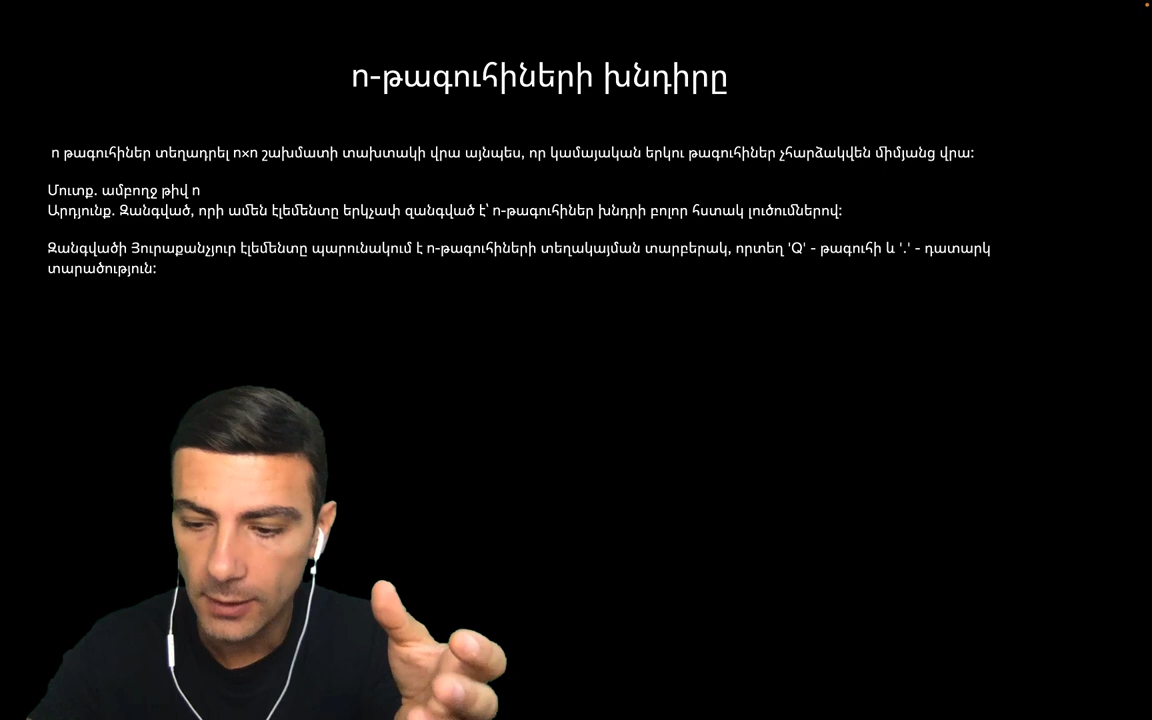 n-թագուհիների խնդիրը
n թագուհիներ տեղադրել n×n շախմատի տախտակի վրա այնպես, որ կամայական երկու թագուհիներ չհարձակվեն միմյանց վրա:
Մուտք. ամբողջ թիվ n
Արդյունք. Զանգված, որի ամեն էլեմենտը երկչափ զանգված է՝ n-թագուհիներ խնդրի բոլոր հստակ լուծումներով:
Զանգվածի Յուրաքանչյուր էլեմենտը պարունակում է n-թագուհիների տեղակայման տարբերակ, որտեղ 'Q' - թագուհի և '.' - դատարկ
տարածություն: